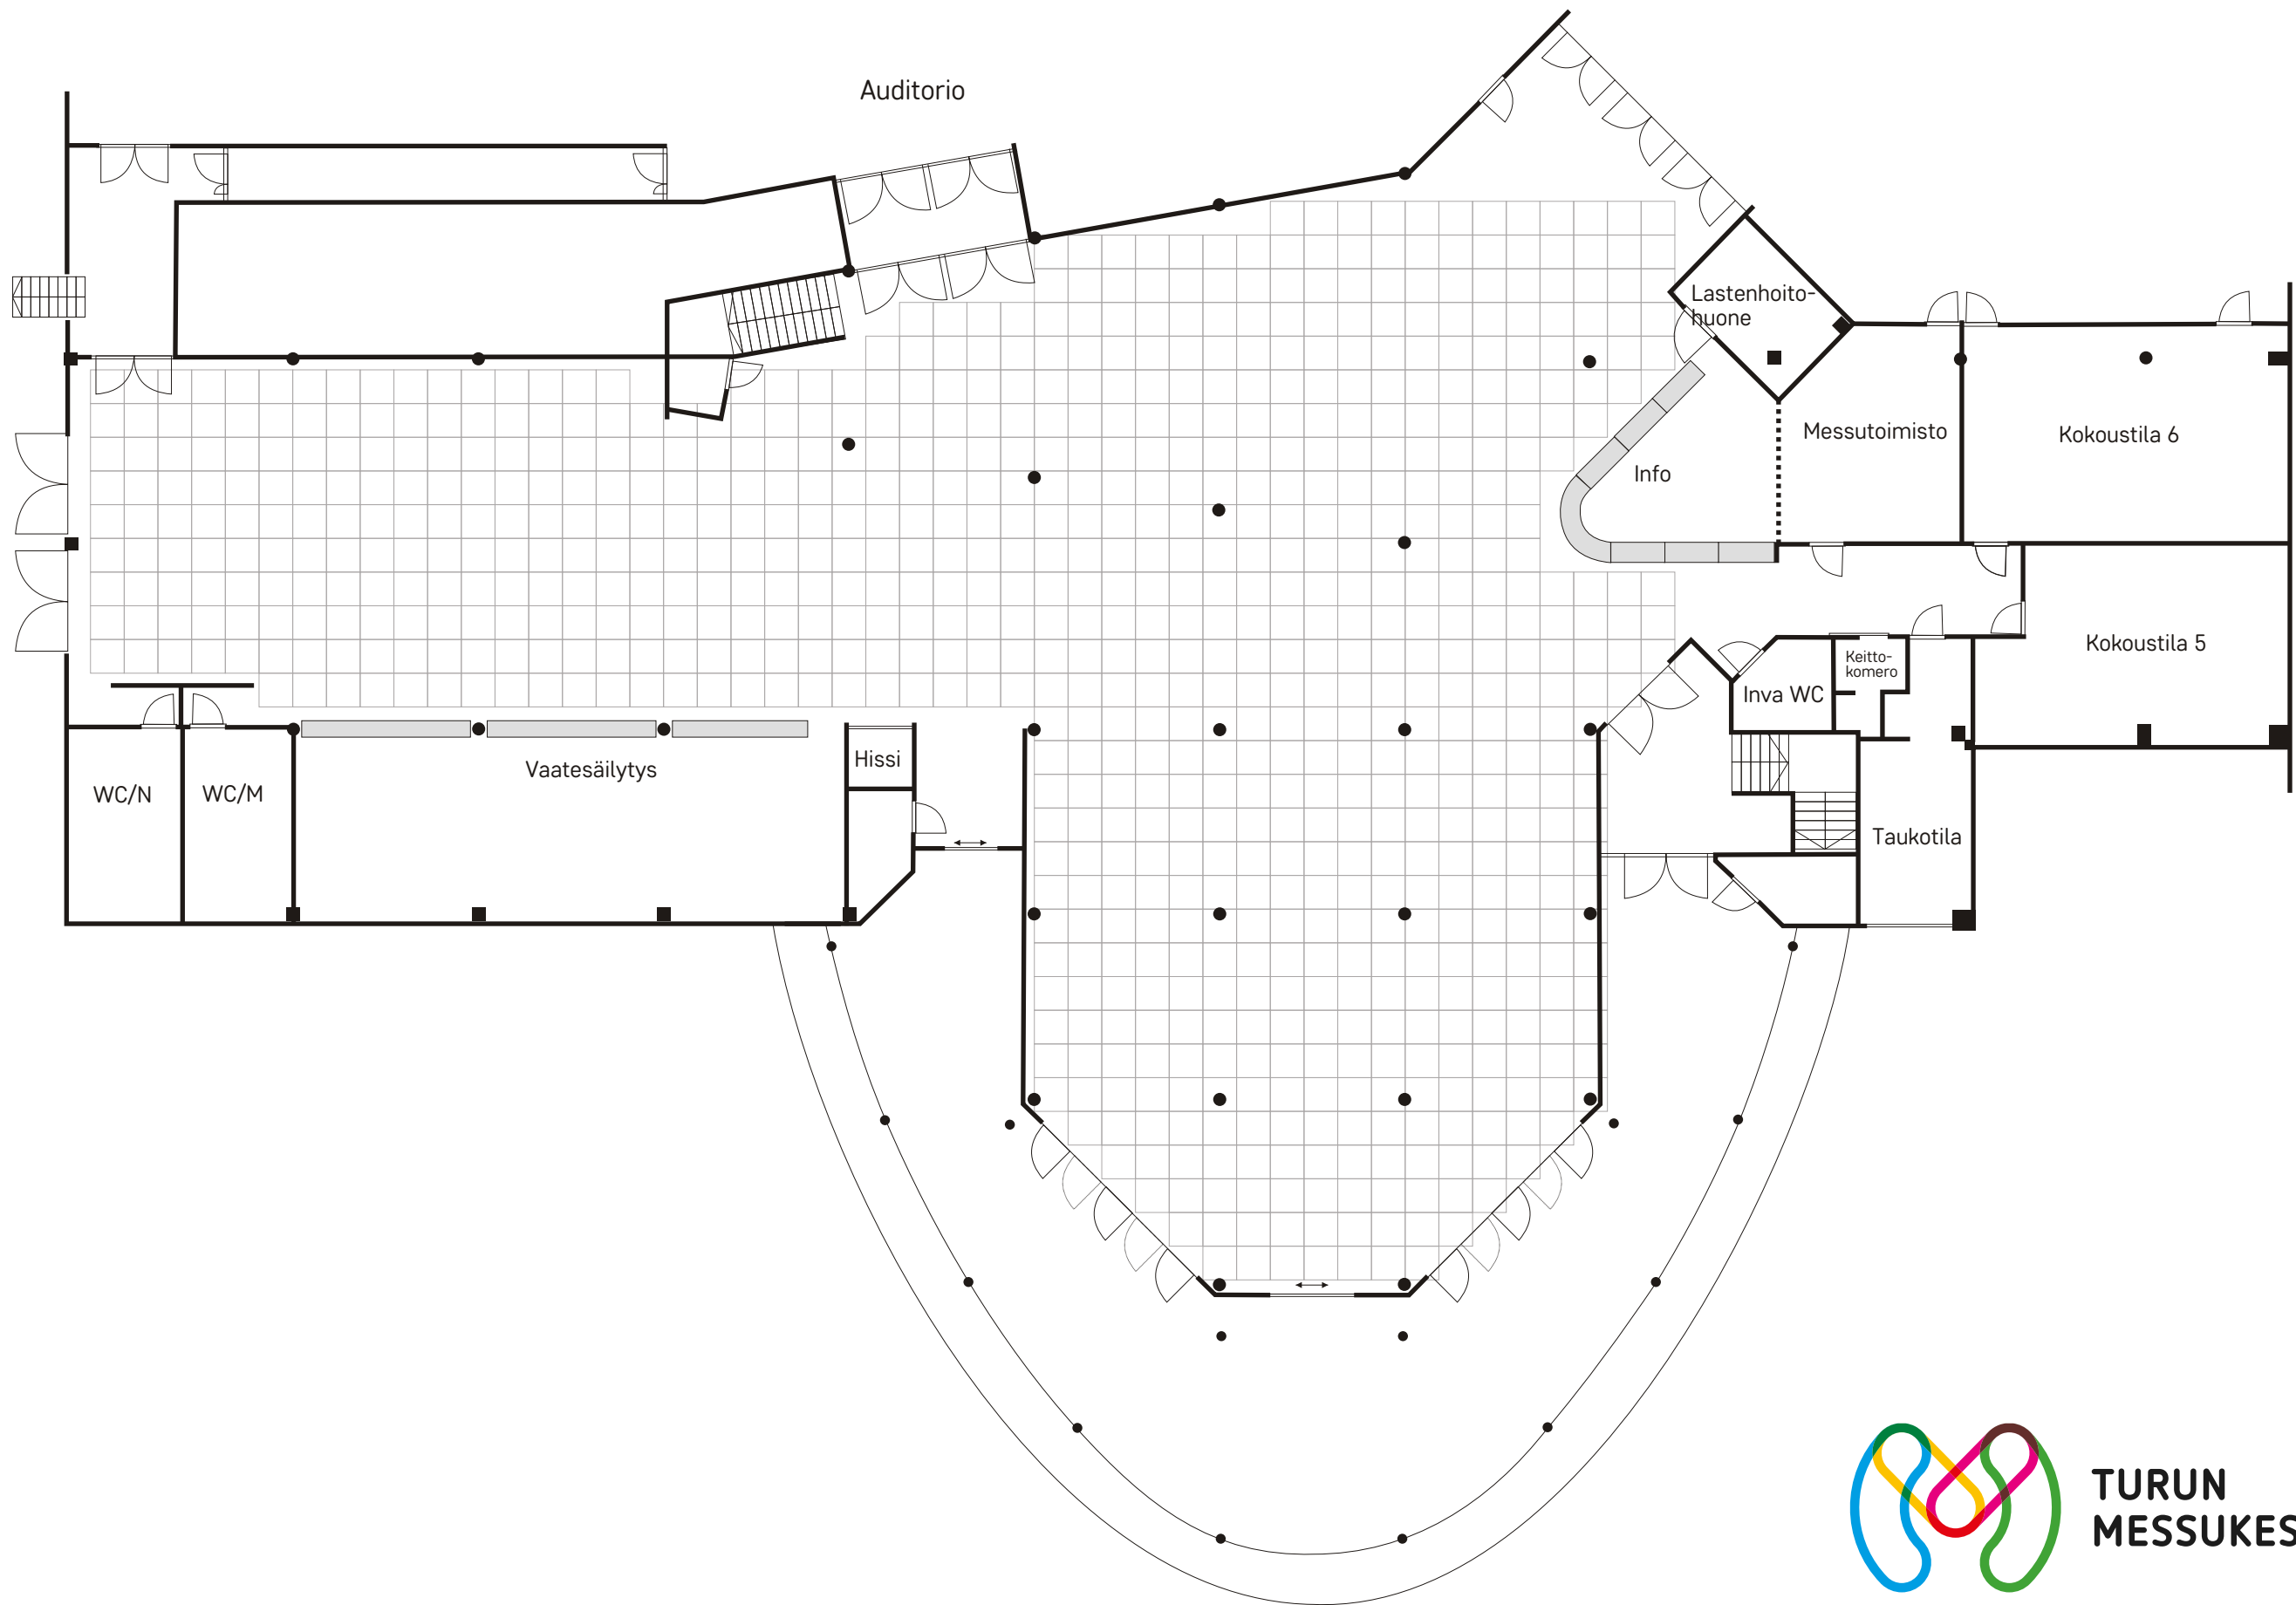 Auditorio
Lastenhoito-
huone
Messutoimisto
Kokoustila 6
Info
Kokoustila 5
Keitto-
komero
Inva WC
Hissi
Vaatesäilytys
WC/N
WC/M
Taukotila
TURUN
MESSUKES